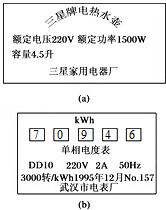 三星牌电热水壶
额定电压220V 额定功率1500W
容量4.5升
三星家用电器厂
(a)
kWh
7 0 9 4 6
单相电度表
DD10 220V 2A 50Hz
3000转/kWh1995年12月No.157
武汉市电表厂
(b)